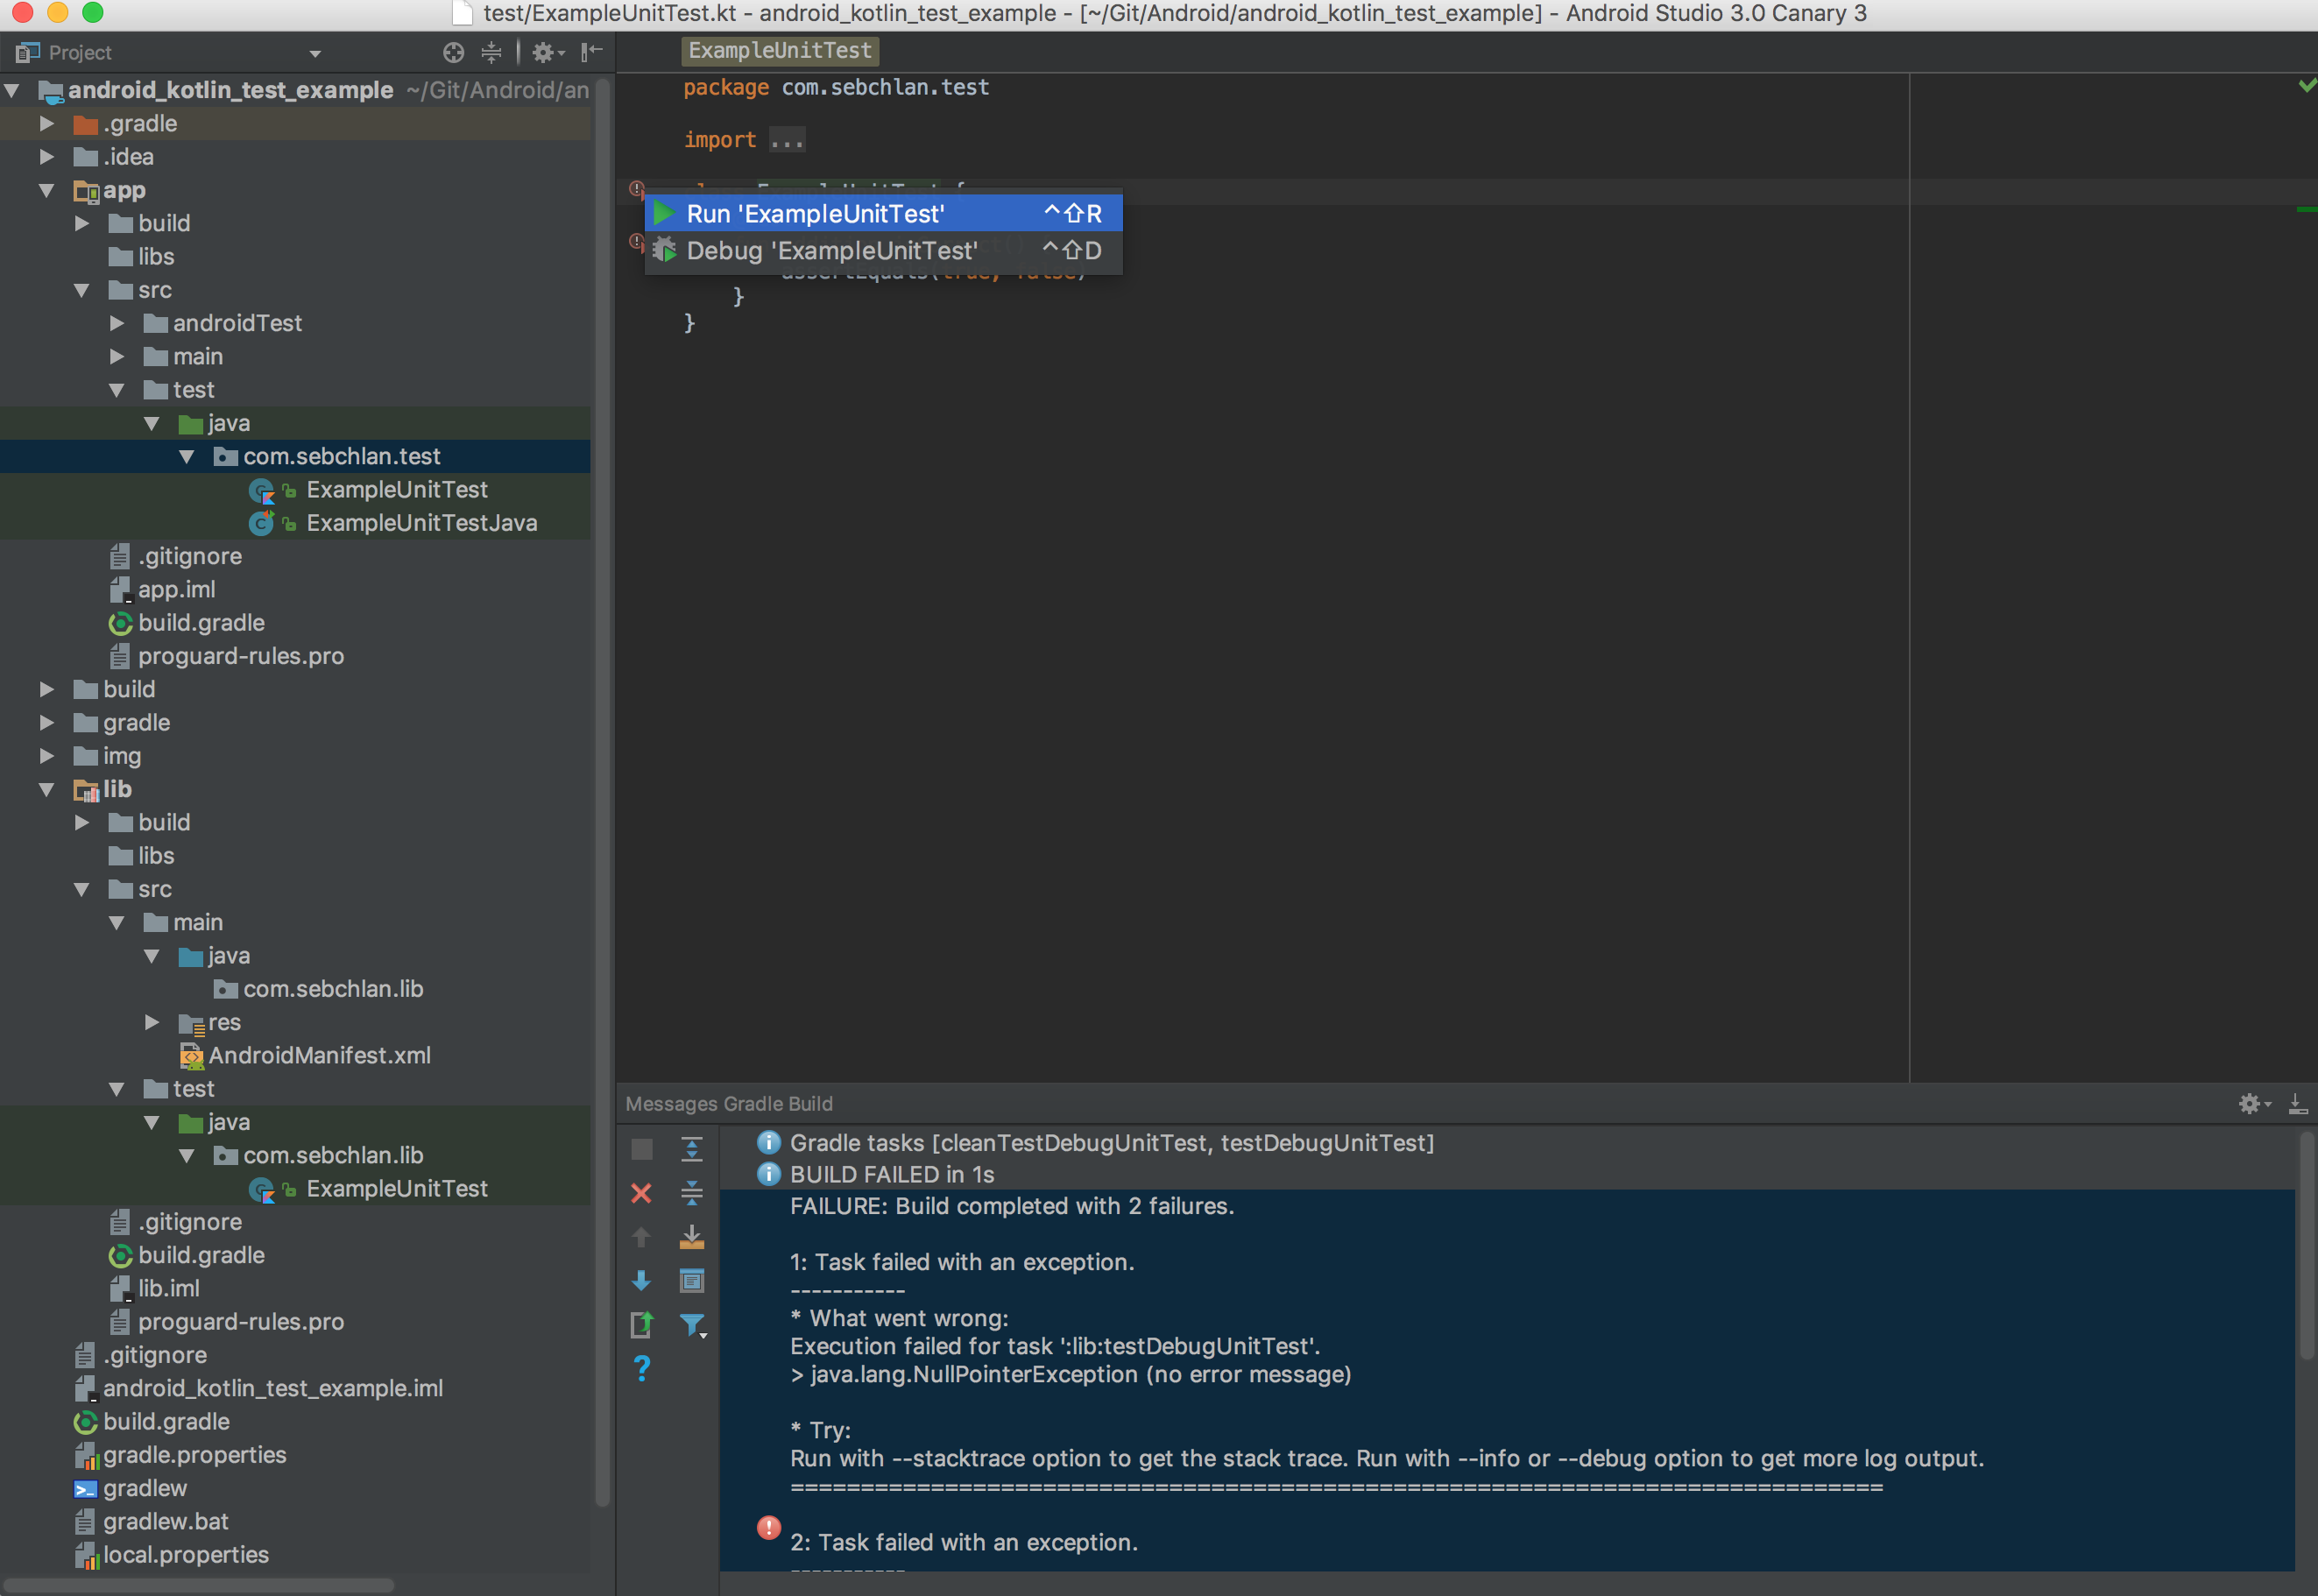 test/ExampleUnitTest.kt - android_kotlin_test_example - [~/Git/Android/android_kotlin_test_example] - Android Studio 3.0 Canary 3
Project
android_kotlin_test_example ~/Git/Android/an
.gradle
.idea
app
build
libs
src
androidTest
main
test
java
com.sebchlan.test
ExampleUnitTest
ExampleUnitTestJava
.gitignore
app.iml
build.gradle
proguard-rules.pro
build
gradle
img
lib
build
libs
src
main
java
com.sebchlan.lib
res
AndroidManifest.xml
test
java
com.sebchlan.lib
ExampleUnitTest
.gitignore
build.gradle
lib.iml
proguard-rules.pro
.gitignore
android_kotlin_test_example.iml
build.gradle
gradle.properties
gradlew
gradlew.bat
local.properties
ExampleUnitTest
package com.sebchlan.test
import ...
class ExampleUnitTest {
Run 'ExampleUnitTest' ^⇧R
Debug 'ExampleUnitTest' ^⇧D
assertEquals(true, false)
}
}
Messages Gradle Build
Gradle tasks [cleanTestDebugUnitTest, testDebugUnitTest]
BUILD FAILED in 1s
FAILURE: Build completed with 2 failures.
1: Task failed with an exception.
-----------
* What went wrong:
Execution failed for task ':lib:testDebugUnitTest'.
> java.lang.NullPointerException (no error message)
* Try:
Run with --stacktrace option to get the stack trace. Run with --info or --debug option to get more log output.
==============================================================================
2: Task failed with an exception.
-----------